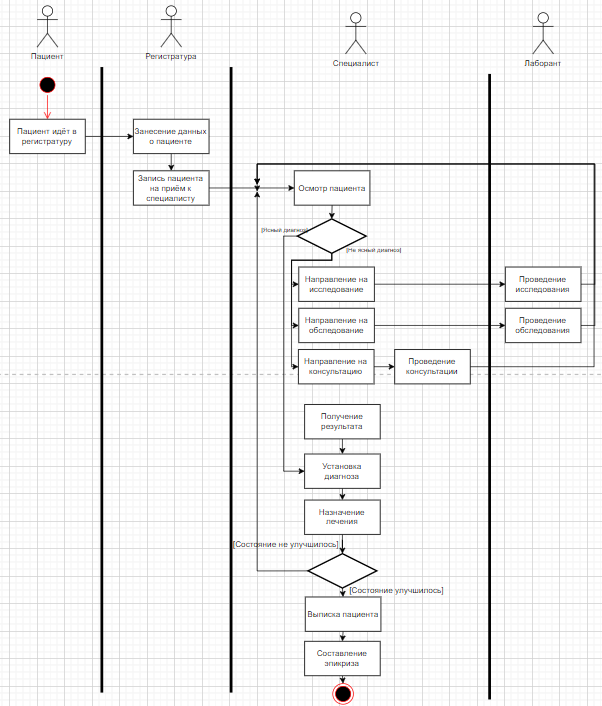 Пациент
Регистратура
Специалист
Лаборант
Пациент идёт в
регистратуру
Занесение данных
о пациенте
Запись пациента
на приём к
специалисту
Осмотр пациента
[Ясный диагноз]
[Не ясный диагноз]
Направление на
исследование
Проведение
исследования
Направление на
обследование
Проведение
обследования
Направление на
консультацию
Проведение
консультации
Получение
результата
Установка
диагноза
Назначение
лечения
[Состояние не улучшилось]
[Состояние улучшилось]
Выписка пациента
Составление
эпикриза